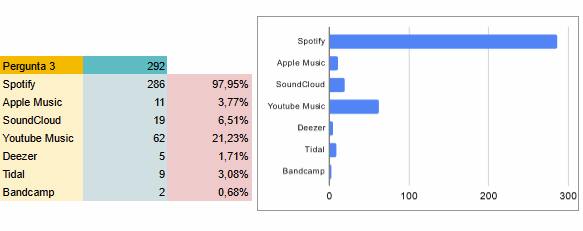 Pergunta 3 292
Spotify 286 97,95%
Apple Music 11 3,77%
SoundCloud 19 6,51%
Youtube Music 62 21,23%
Deezer 5 1,71%
Tidal 9 3,08%
Bandcamp 2 0,68%
Spotify
Apple Music
SoundCloud
Youtube Music
Deezer
Tidal
Bandcamp
0 100 200 300